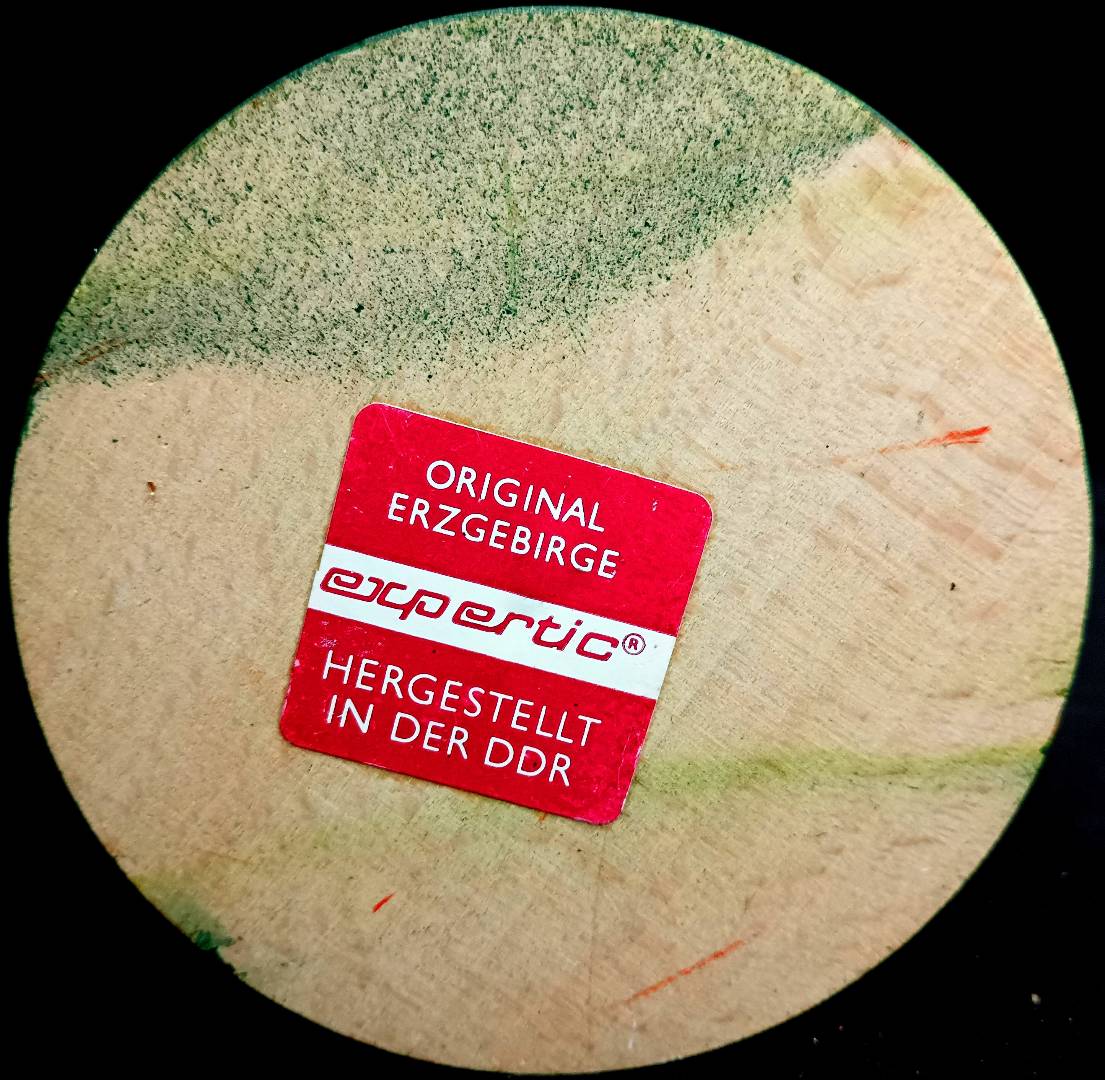 ORIGINAL
ERZGEBIRGE
expertic®
HERGESTELLT
IN DER DDR